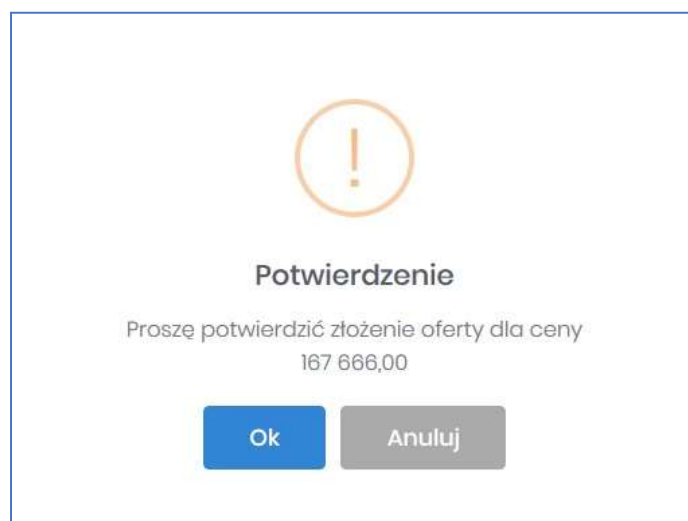 !
Potwierdzenie
Proszę potwierdzić złożenie oferty dla ceny
167 666,00
Ok
Anuluj